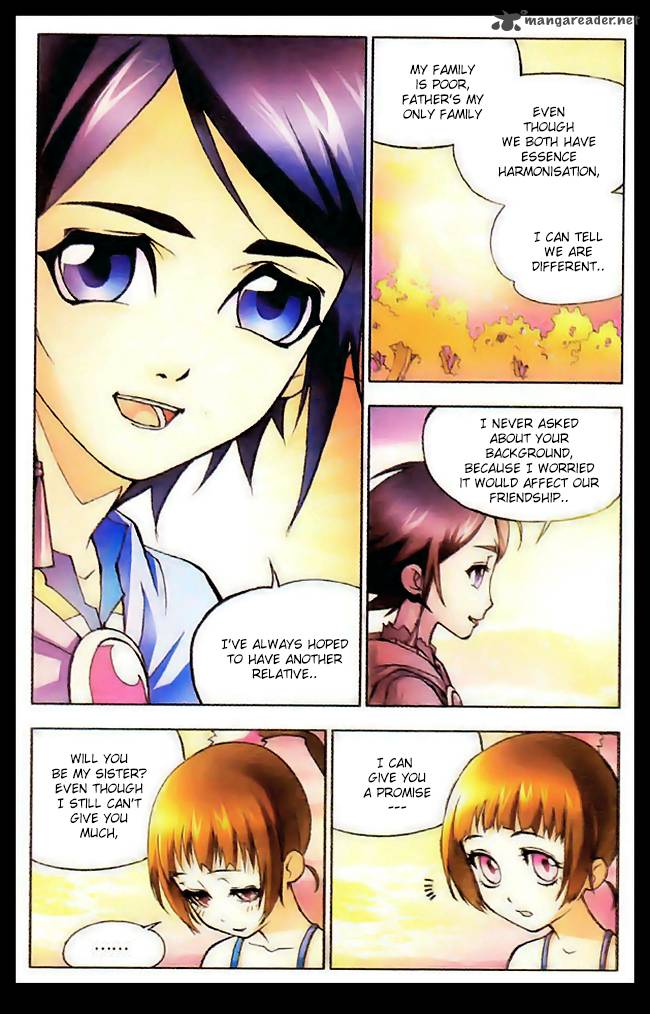 mangareader.net
MY FAMILY
IS POOR,
FATHER'S MY
ONLY FAMILY
EVEN
THOUGH
WE BOTH HAVE
ESSENCE
HARMONISATION,
I CAN TELL
WE ARE
DIFFERENT..
I NEVER ASKED
ABOUT YOUR
BACKGROUND,
BECAUSE I WORRIED
IT WOULD AFFECT OUR
FRIENDSHIP..
I'VE ALWAYS HOPED
TO HAVE ANOTHER
RELATIVE..
WILL YOU
BE MY SISTER?
EVEN THOUGH
I STILL CAN'T
GIVE YOU
MUCH,
......
I CAN
GIVE YOU
A PROMISE
---